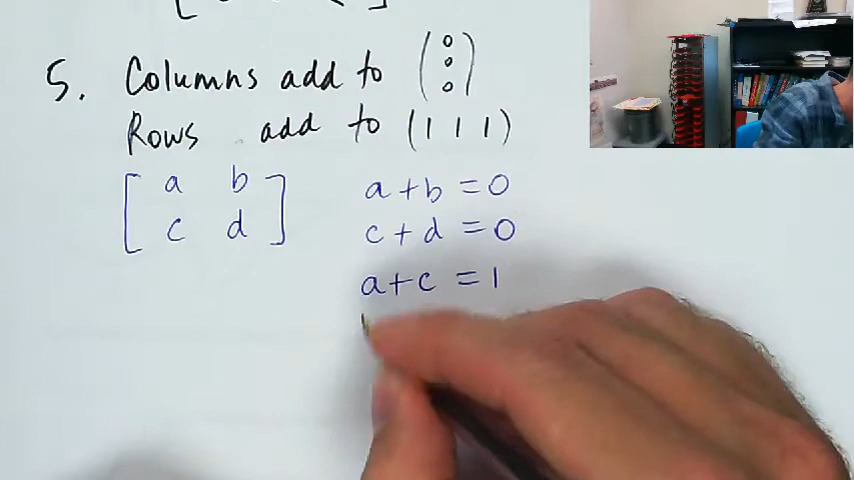 5. Columns add to (0 0 0)
Rows add to (1 1 1)
[a b
c d]
a+b=0
c+d=0
a+c=1